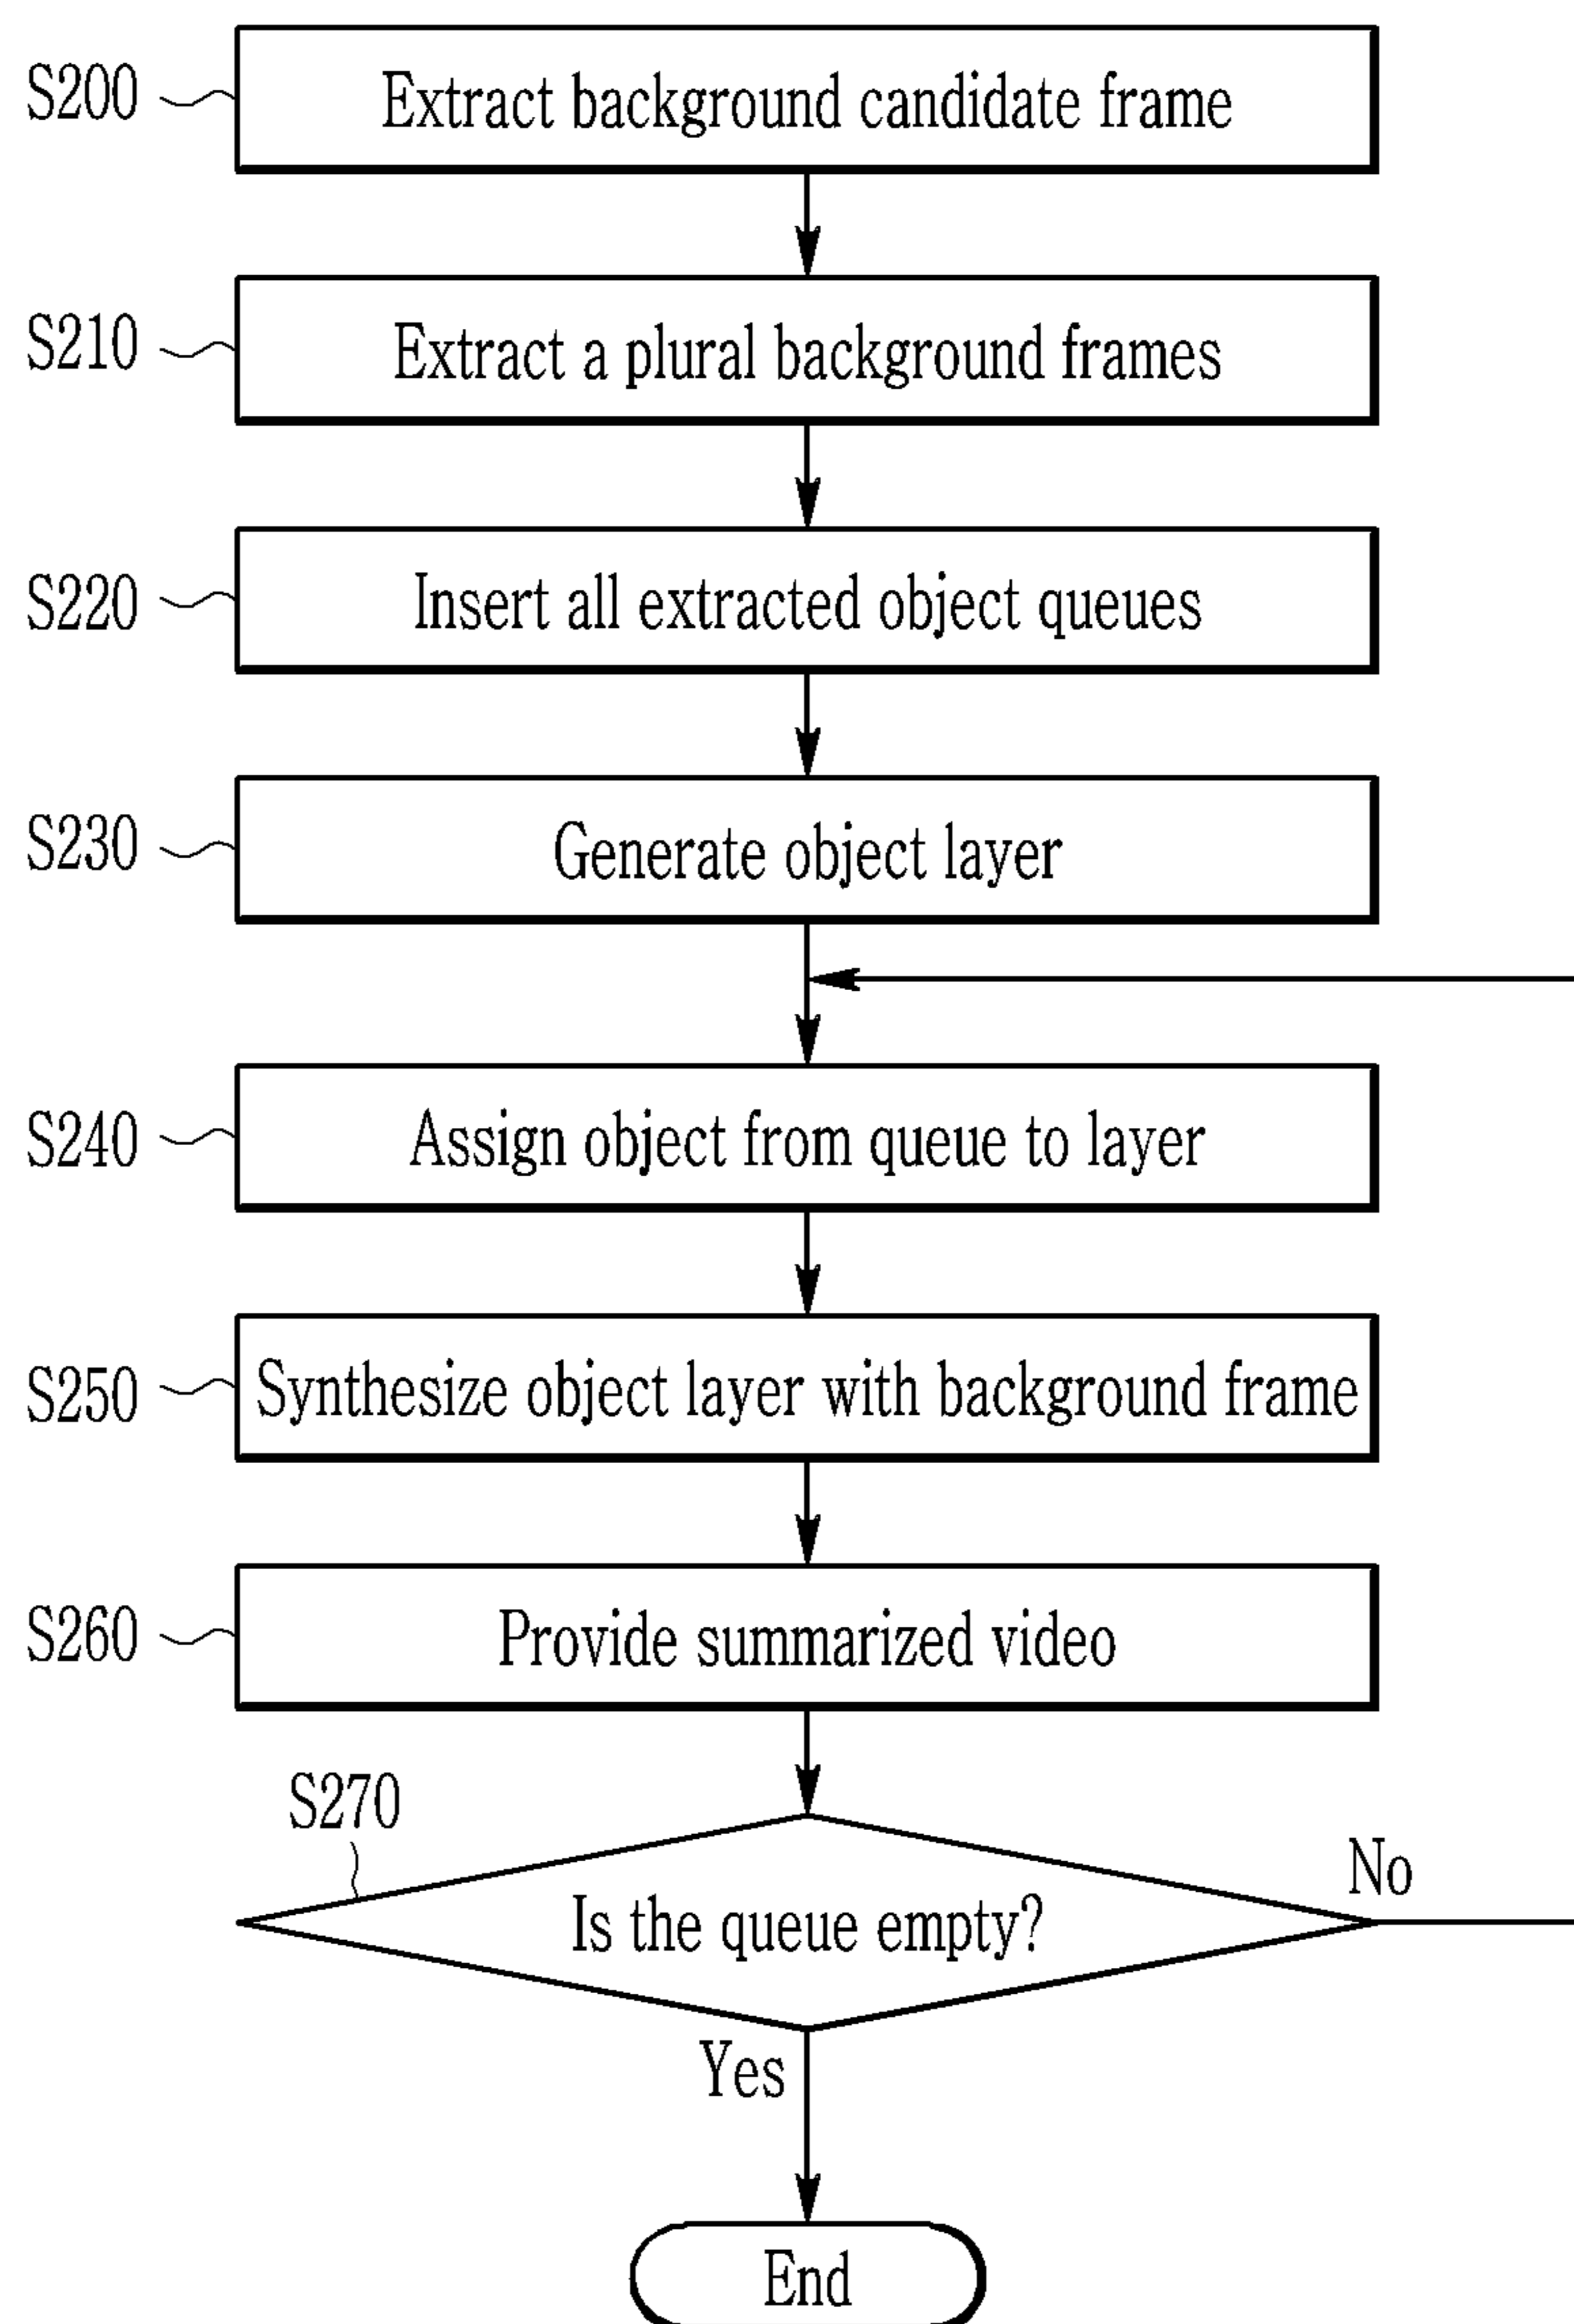 S200
Extract background candidate frame
S210
Extract a plural background frames
S220
Insert all extracted object queues
S230
Generate object layer
S240
Assign object from queue to layer
S250
Synthesize object layer with background frame
S260
Provide summarized video
S270
Is the queue empty?
No
Yes
End